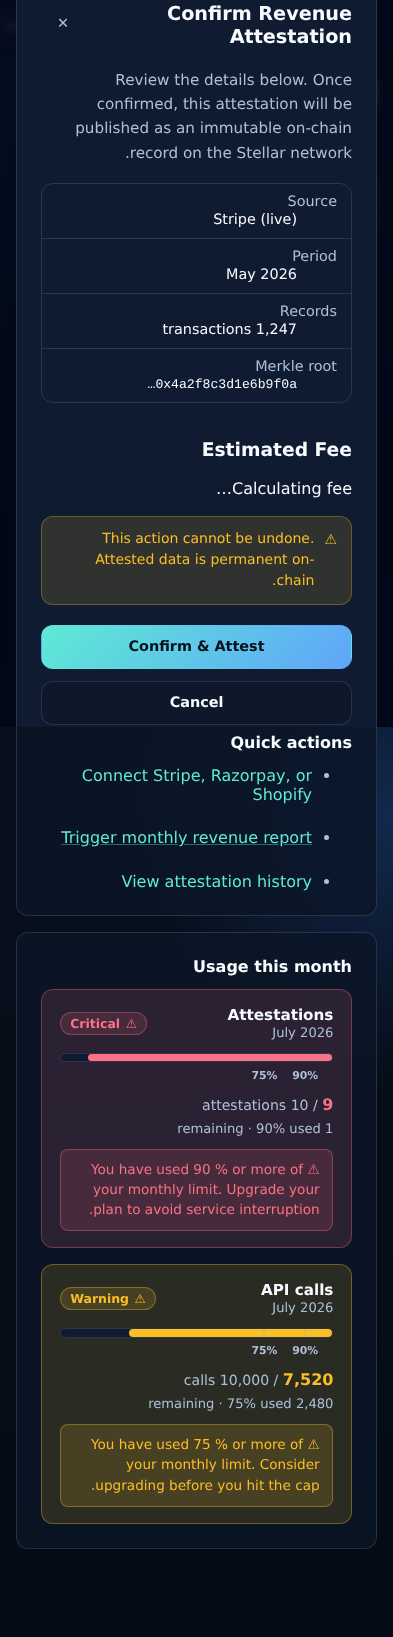 Confirm Revenue
Attestation
✕
Review the details below. Once
confirmed, this attestation will be
published as an immutable on-chain
.record on the Stellar network
Source
Stripe (live)
Period
May 2026
Records
transactions 1,247
Merkle root
…0x4a2f8c3d1e6b9f0a
Estimated Fee
…Calculating fee
This action cannot be undone. ⚠
Attested data is permanent on-
.chain
Confirm & Attest
Cancel
Quick actions
• Connect Stripe, Razorpay, or
Shopify
• Trigger monthly revenue report
• View attestation history
Usage this month
Attestations
Critical ⚠
July 2026
75% 90%
attestations 10 / 9
remaining · 90% used 1
You have used 90 % or more of ⚠
your monthly limit. Upgrade your
.plan to avoid service interruption
API calls
Warning ⚠
July 2026
75% 90%
calls 10,000 / 7,520
remaining · 75% used 2,480
You have used 75 % or more of ⚠
your monthly limit. Consider
.upgrading before you hit the cap